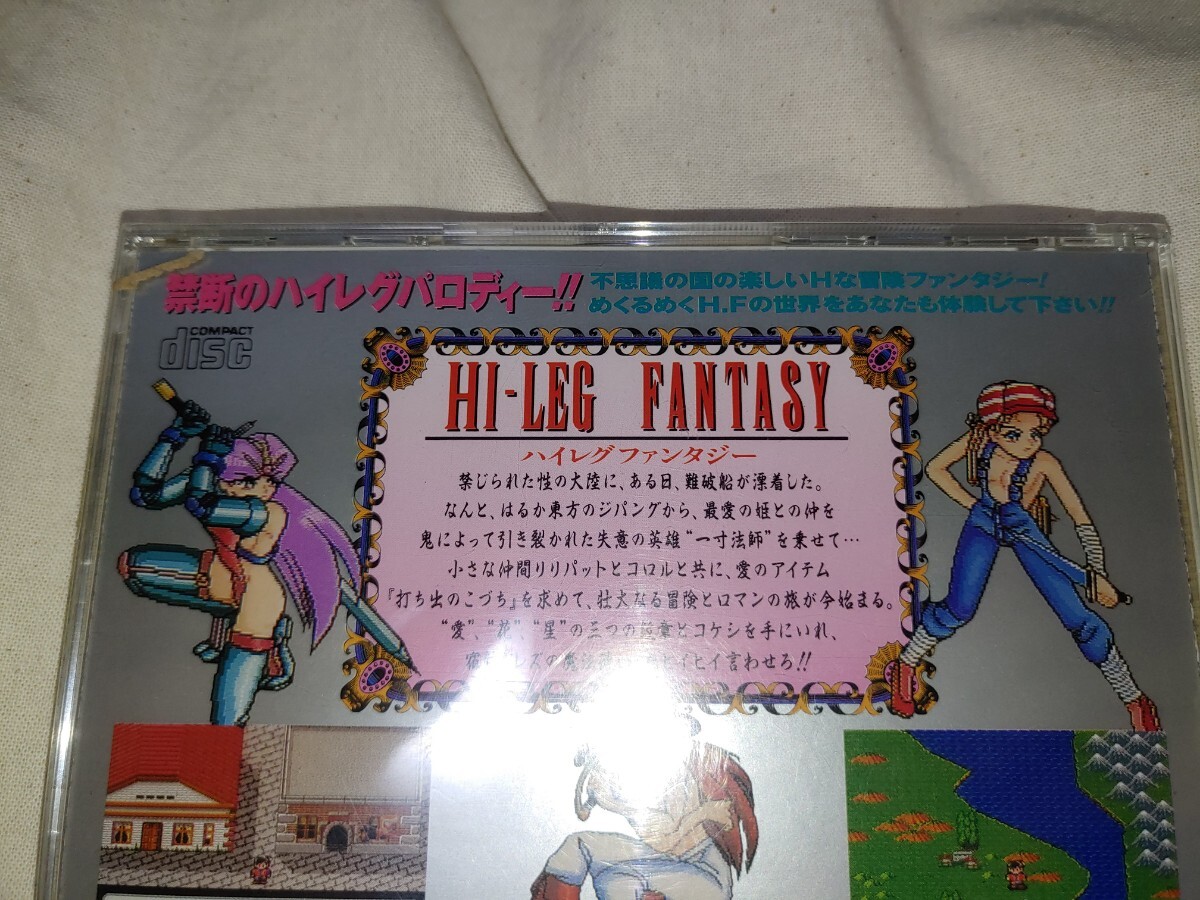 禁断のハイレグパロディー!!
不思議の国の楽しいHな冒険ファンタジー!
めくるめくH.Fの世界をあなたも体験して下さい!!
COMPACT
disc
HI-LEG FANTASY
ハイレグファンタジー
禁じられた性の大陸に、ある日、難破船が漂着した。
なんと、はるか東方のジパングから、最愛の姫との仲を
鬼によって引き裂かれた失意の英雄“一寸法師”を乗せて…
小さな仲間リリパットとコロルと共に、愛のアイテム
『打ち出のこづち』を求めて、壮大なる冒険とロマンの旅が今始まる。
“愛”、“花”、“星”の三つの 章とコケシを手にいれ、
レズの魔法 ヒイヒイ言わせろ!!